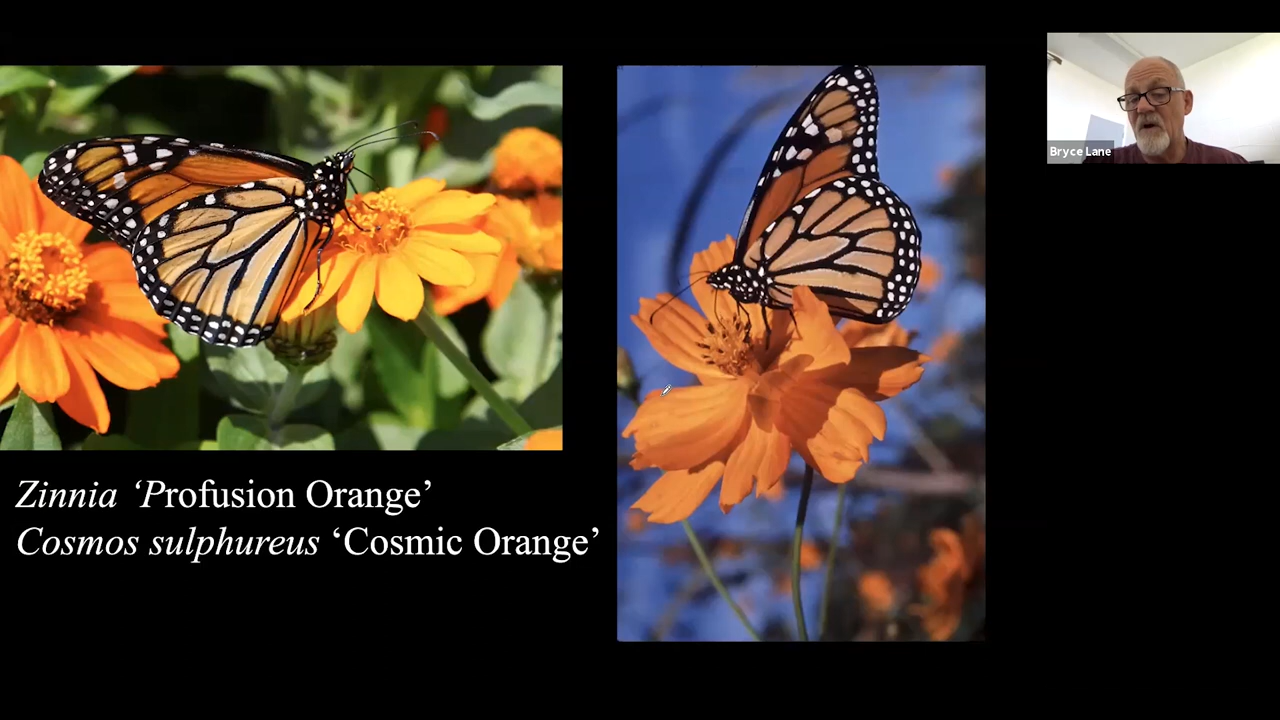 Bryce Lane
Zinnia ‘Profusion Orange’
Cosmos sulphureus ‘Cosmic Orange’